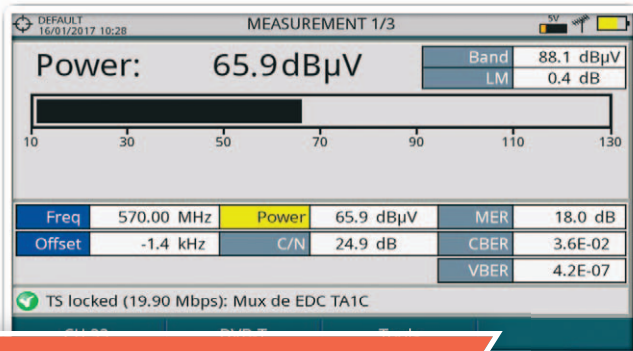 DEFAULT
16/01/2017 10:28
MEASUREMENT 1/3
5V
Power: 65.9dBµV
Band 88.1 dBµV
LM 0.4 dB
10 30 50 70 90 110 130
Freq 570.00 MHz Power 65.9 dBµV MER 18.0 dB
Offset -1.4 kHz C/N 24.9 dB CBER 3.6E-02
VBER 4.2E-07
TS locked (19.90 Mbps): Mux de EDC TA1C